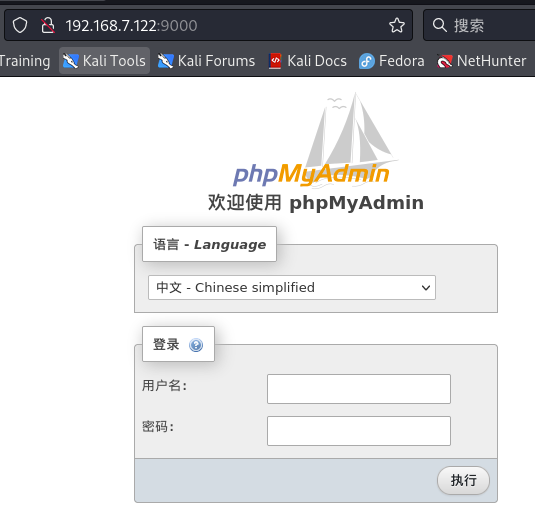 192.168.7.122:9000
搜索
Training Kali Tools Kali Forums Kali Docs Fedora NetHunter
phpMyAdmin
欢迎使用 phpMyAdmin
语言 - Language
中文 - Chinese simplified
登录
用户名:
密码:
执行